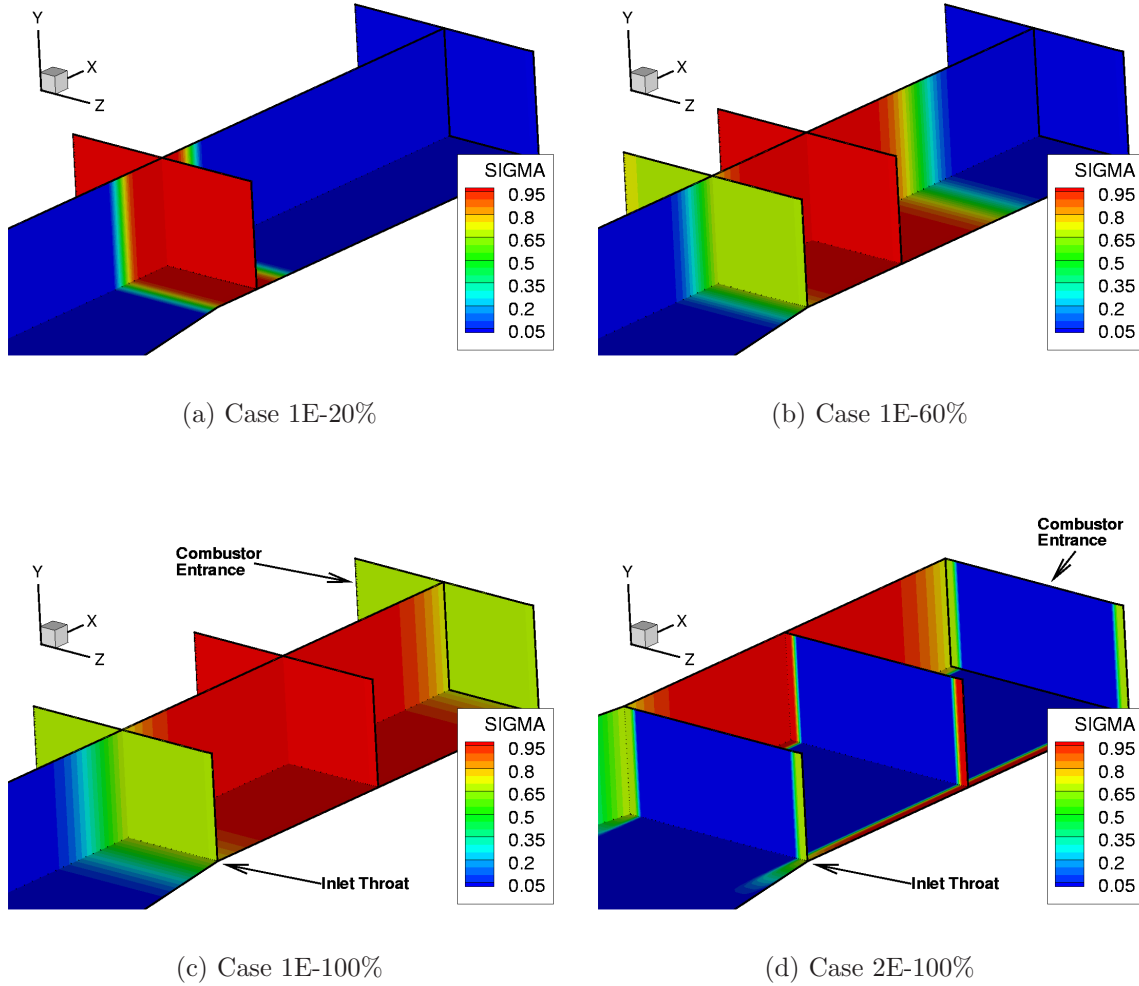 Y
X
Z
SIGMA
0.95
0.8
0.65
0.5
0.35
0.2
0.05
(a) Case 1E-20%
Y
X
Z
SIGMA
0.95
0.8
0.65
0.5
0.35
0.2
0.05
(b) Case 1E-60%
Combustor
Entrance
Y
X
Z
SIGMA
0.95
0.8
0.65
0.5
0.35
0.2
0.05
Inlet Throat
(c) Case 1E-100%
Combustor
Entrance
Y
X
Z
SIGMA
0.95
0.8
0.65
0.5
0.35
0.2
0.05
Inlet Throat
(d) Case 2E-100%